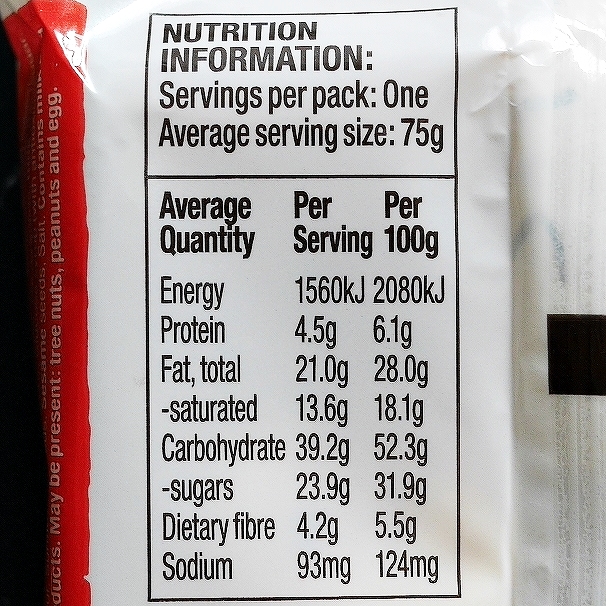 NUTRITION
INFORMATION:
Servings per pack: One
Average serving size: 75g
Average Per Per
Quantity Serving 100g
Energy 1560kJ 2080kJ
Protein 4.5g 6.1g
Fat, total 21.0g 28.0g
-saturated 13.6g 18.1g
Carbohydrate 39.2g 52.3g
-sugars 23.9g 31.9g
Dietary fibre 4.2g 5.5g
Sodium 93mg 124mg
seeds, Salt. Contains
May be present: tree nuts, peanuts and egg.